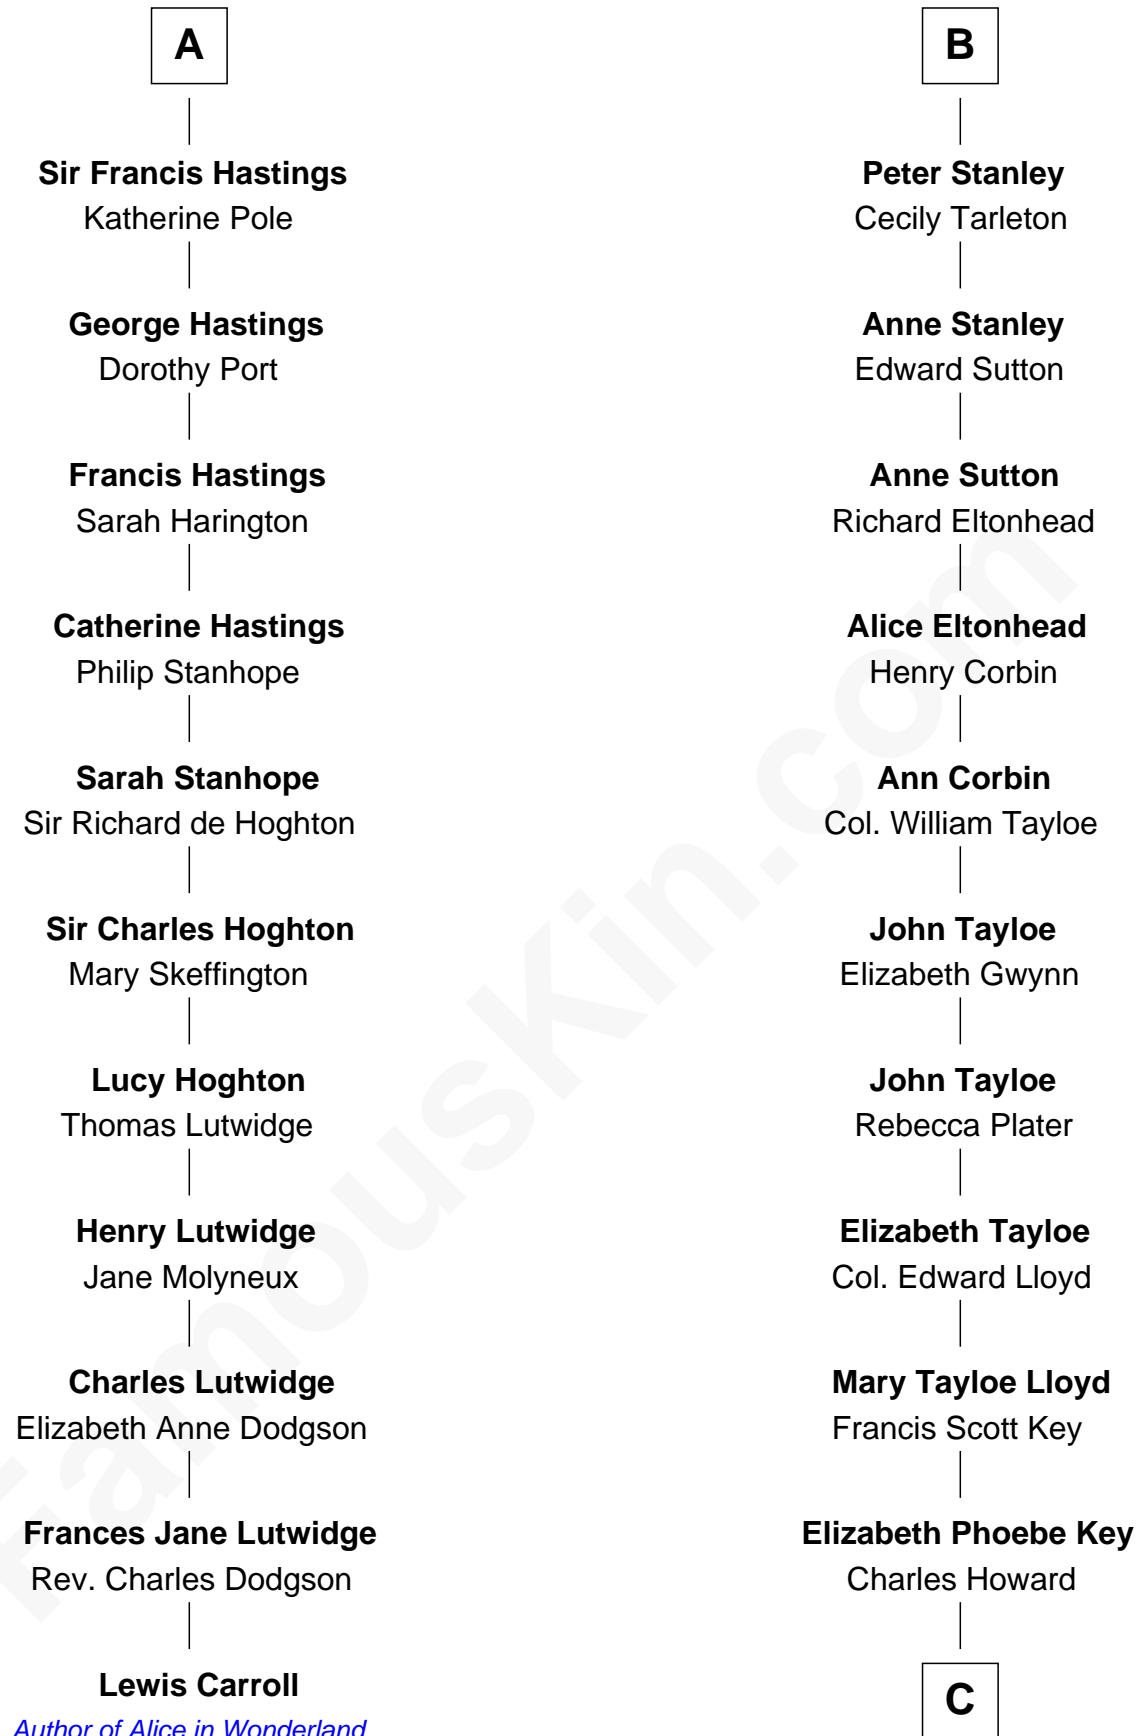 A
Sir Francis Hastings
Katherine Pole
George Hastings
Dorothy Port
Francis Hastings
Sarah Harington
Catherine Hastings
Philip Stanhope
Sarah Stanhope
Sir Richard de Hoghton
Sir Charles Hoghton
Mary Skeffington
Lucy Hoghton
Thomas Lutwidge
Henry Lutwidge
Jane Molyneux
Charles Lutwidge
Elizabeth Anne Dodgson
Frances Jane Lutwidge
Rev. Charles Dodgson
Lewis Carroll
Author of Alice in Wonderland
B
Peter Stanley
Cecily Tarleton
Anne Stanley
Edward Sutton
Anne Sutton
Richard Eltonhead
Alice Eltonhead
Henry Corbin
Ann Corbin
Col. William Tayloe
John Tayloe
Elizabeth Gwynn
John Tayloe
Rebecca Plater
Elizabeth Tayloe
Col. Edward Lloyd
Mary Tayloe Lloyd
Francis Scott Key
Elizabeth Phoebe Key
Charles Howard
C
FamousKin.com